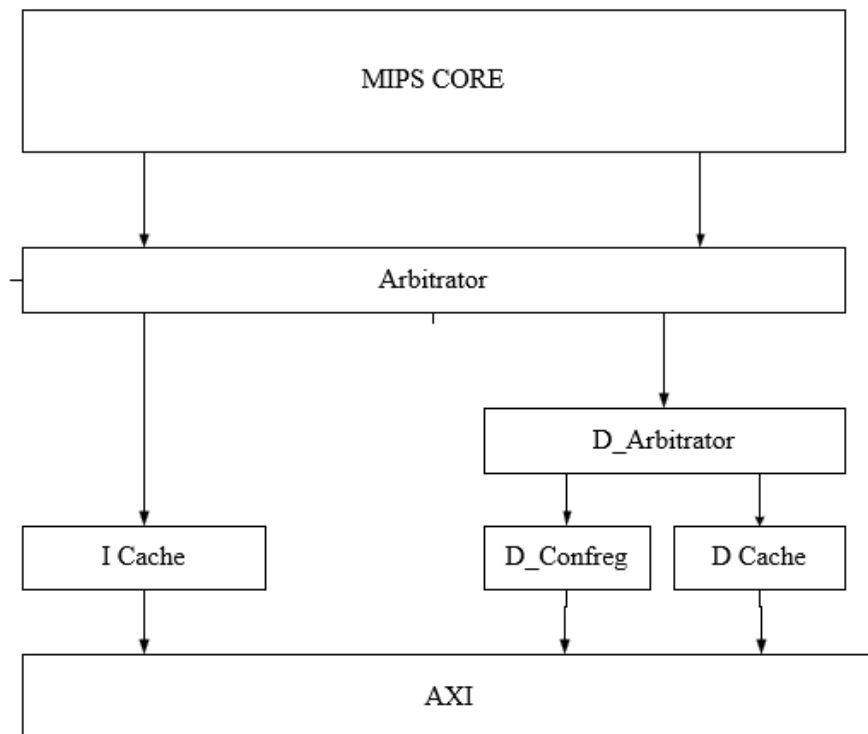 MIPS CORE
Arbitrator
D_Arbitrator
I Cache
D_Confreg
D Cache
AXI